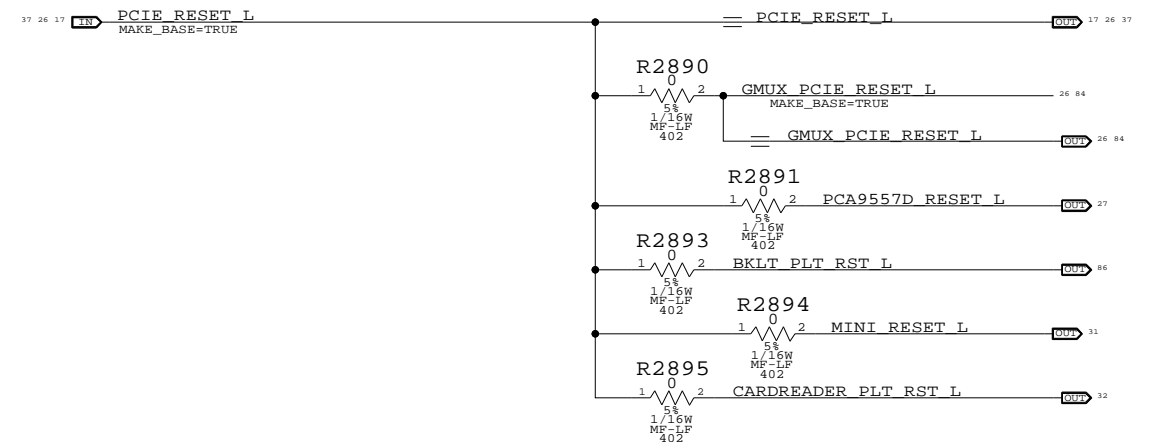 37 26 17 IN PCIE_RESET_L
MAKE_BASE=TRUE
PCIE_RESET_L OUT 17 26 37
R2890
0
1 2 GMUX_PCIE_RESET_L 26 84
MAKE_BASE=TRUE
5%
1/16W
MF-LF
402
GMUX_PCIE_RESET_L OUT 26 84
R2891
0
1 2 PCA9557D_RESET_L OUT 27
5%
1/16W
MF-LF
402
R2893
0
1 2 BKLT_PLT_RST_L OUT 86
5%
1/16W
MF-LF
402
R2894
0
1 2 MINI_RESET_L OUT 31
5%
1/16W
MF-LF
402
R2895
0
1 2 CARDREADER_PLT_RST_L OUT 32
5%
1/16W
MF-LF
402